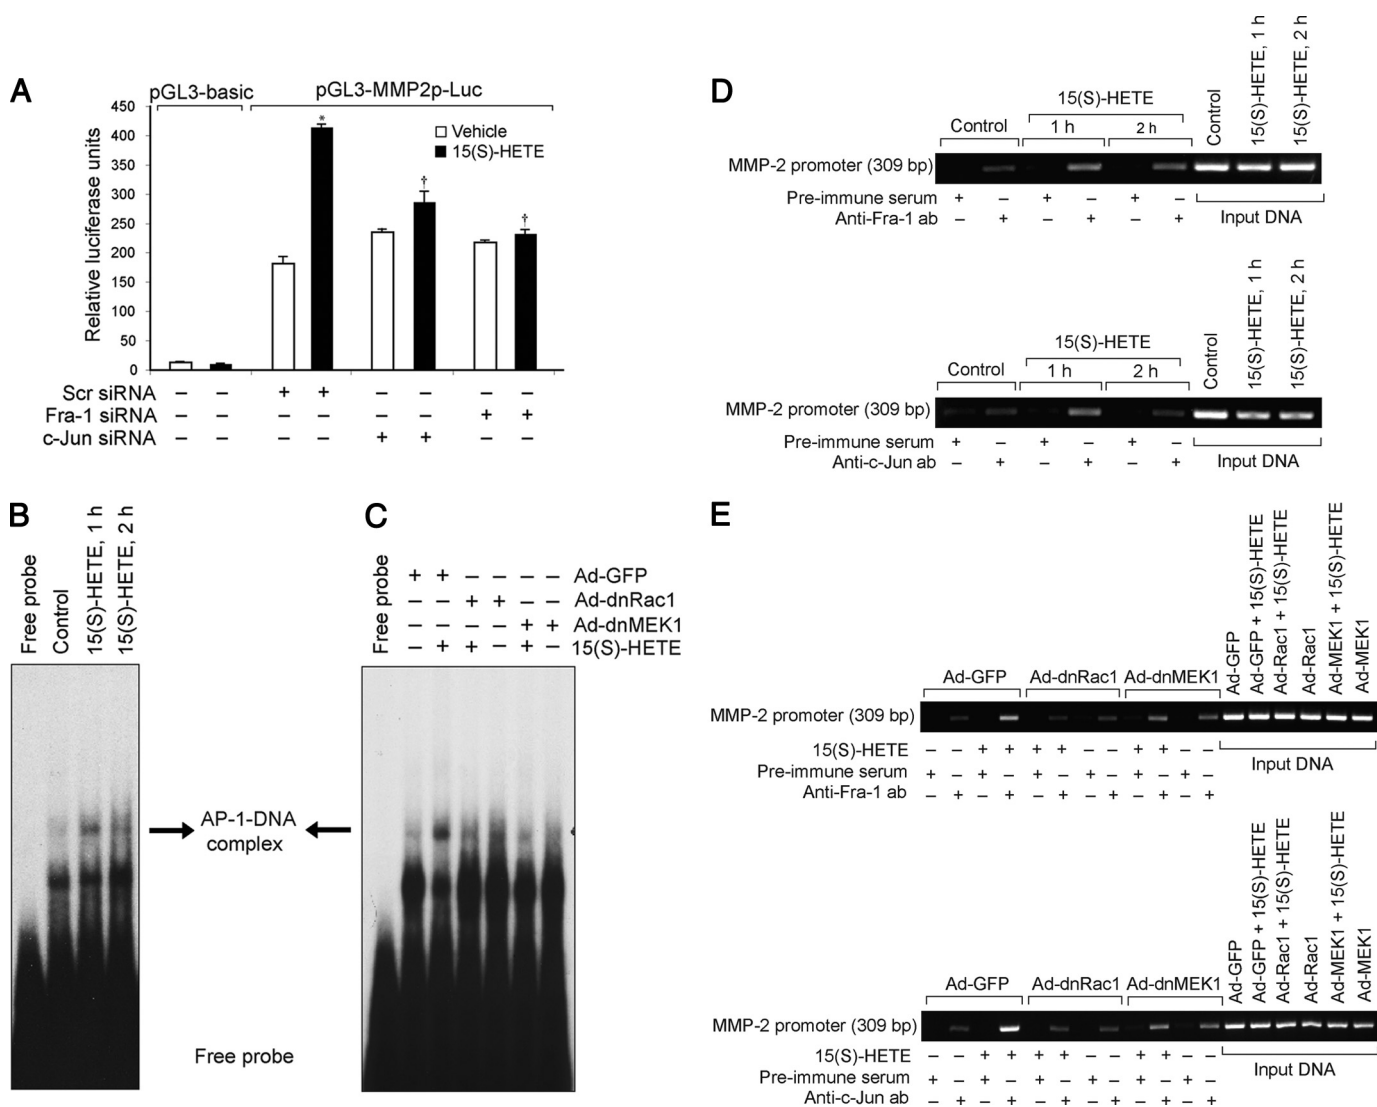 A
pGL3-basic pGL3-MMP2p-Luc
Relative luciferase units
450
400
350
300
250
200
150
100
50
0
Vehicle
15(S)-HETE
*
†
†
Scr siRNA – – + + – – – –
Fra-1 siRNA – – – – – – + +
c-Jun siRNA – – – – + + – –
B
Free probe
Control
15(S)-HETE, 1 h
15(S)-HETE, 2 h
AP-1-DNA
complex
Free probe
C
Free probe
+ + – – – – Ad-GFP
– – + + – – Ad-dnRac1
– – – – + + Ad-dnMEK1
– + + – + – 15(S)-HETE
D
15(S)-HETE
Control 1 h 2 h
Control
15(S)-HETE, 1 h
15(S)-HETE, 2 h
MMP-2 promoter (309 bp)
Pre-immune serum + – + – + –
Anti-Fra-1 ab – + – + – +
Input DNA
15(S)-HETE
Control 1 h 2 h
Control
15(S)-HETE, 1 h
15(S)-HETE, 2 h
MMP-2 promoter (309 bp)
Pre-immune serum + – + – + –
Anti-c-Jun ab – + – + – +
Input DNA
E
Ad-GFP Ad-dnRac1 Ad-dnMEK1
Ad-GFP
Ad-GFP + 15(S)-HETE
Ad-Rac1 + 15(S)-HETE
Ad-Rac1
Ad-MEK1 + 15(S)-HETE
Ad-MEK1
MMP-2 promoter (309 bp)
15(S)-HETE – – + + + + – – + + – –
Pre-immune serum + – + – + – + – + – + –
Anti-Fra-1 ab – + – + – + – + – + – +
Input DNA
Ad-GFP Ad-dnRac1 Ad-dnMEK1
Ad-GFP
Ad-GFP + 15(S)-HETE
Ad-Rac1 + 15(S)-HETE
Ad-Rac1
Ad-MEK1 + 15(S)-HETE
Ad-MEK1
MMP-2 promoter (309 bp)
15(S)-HETE – – + + + + – – + + – –
Pre-immune serum + – + – + – + – + – + –
Anti-c-Jun ab – + – + – + – + – + – +
Input DNA